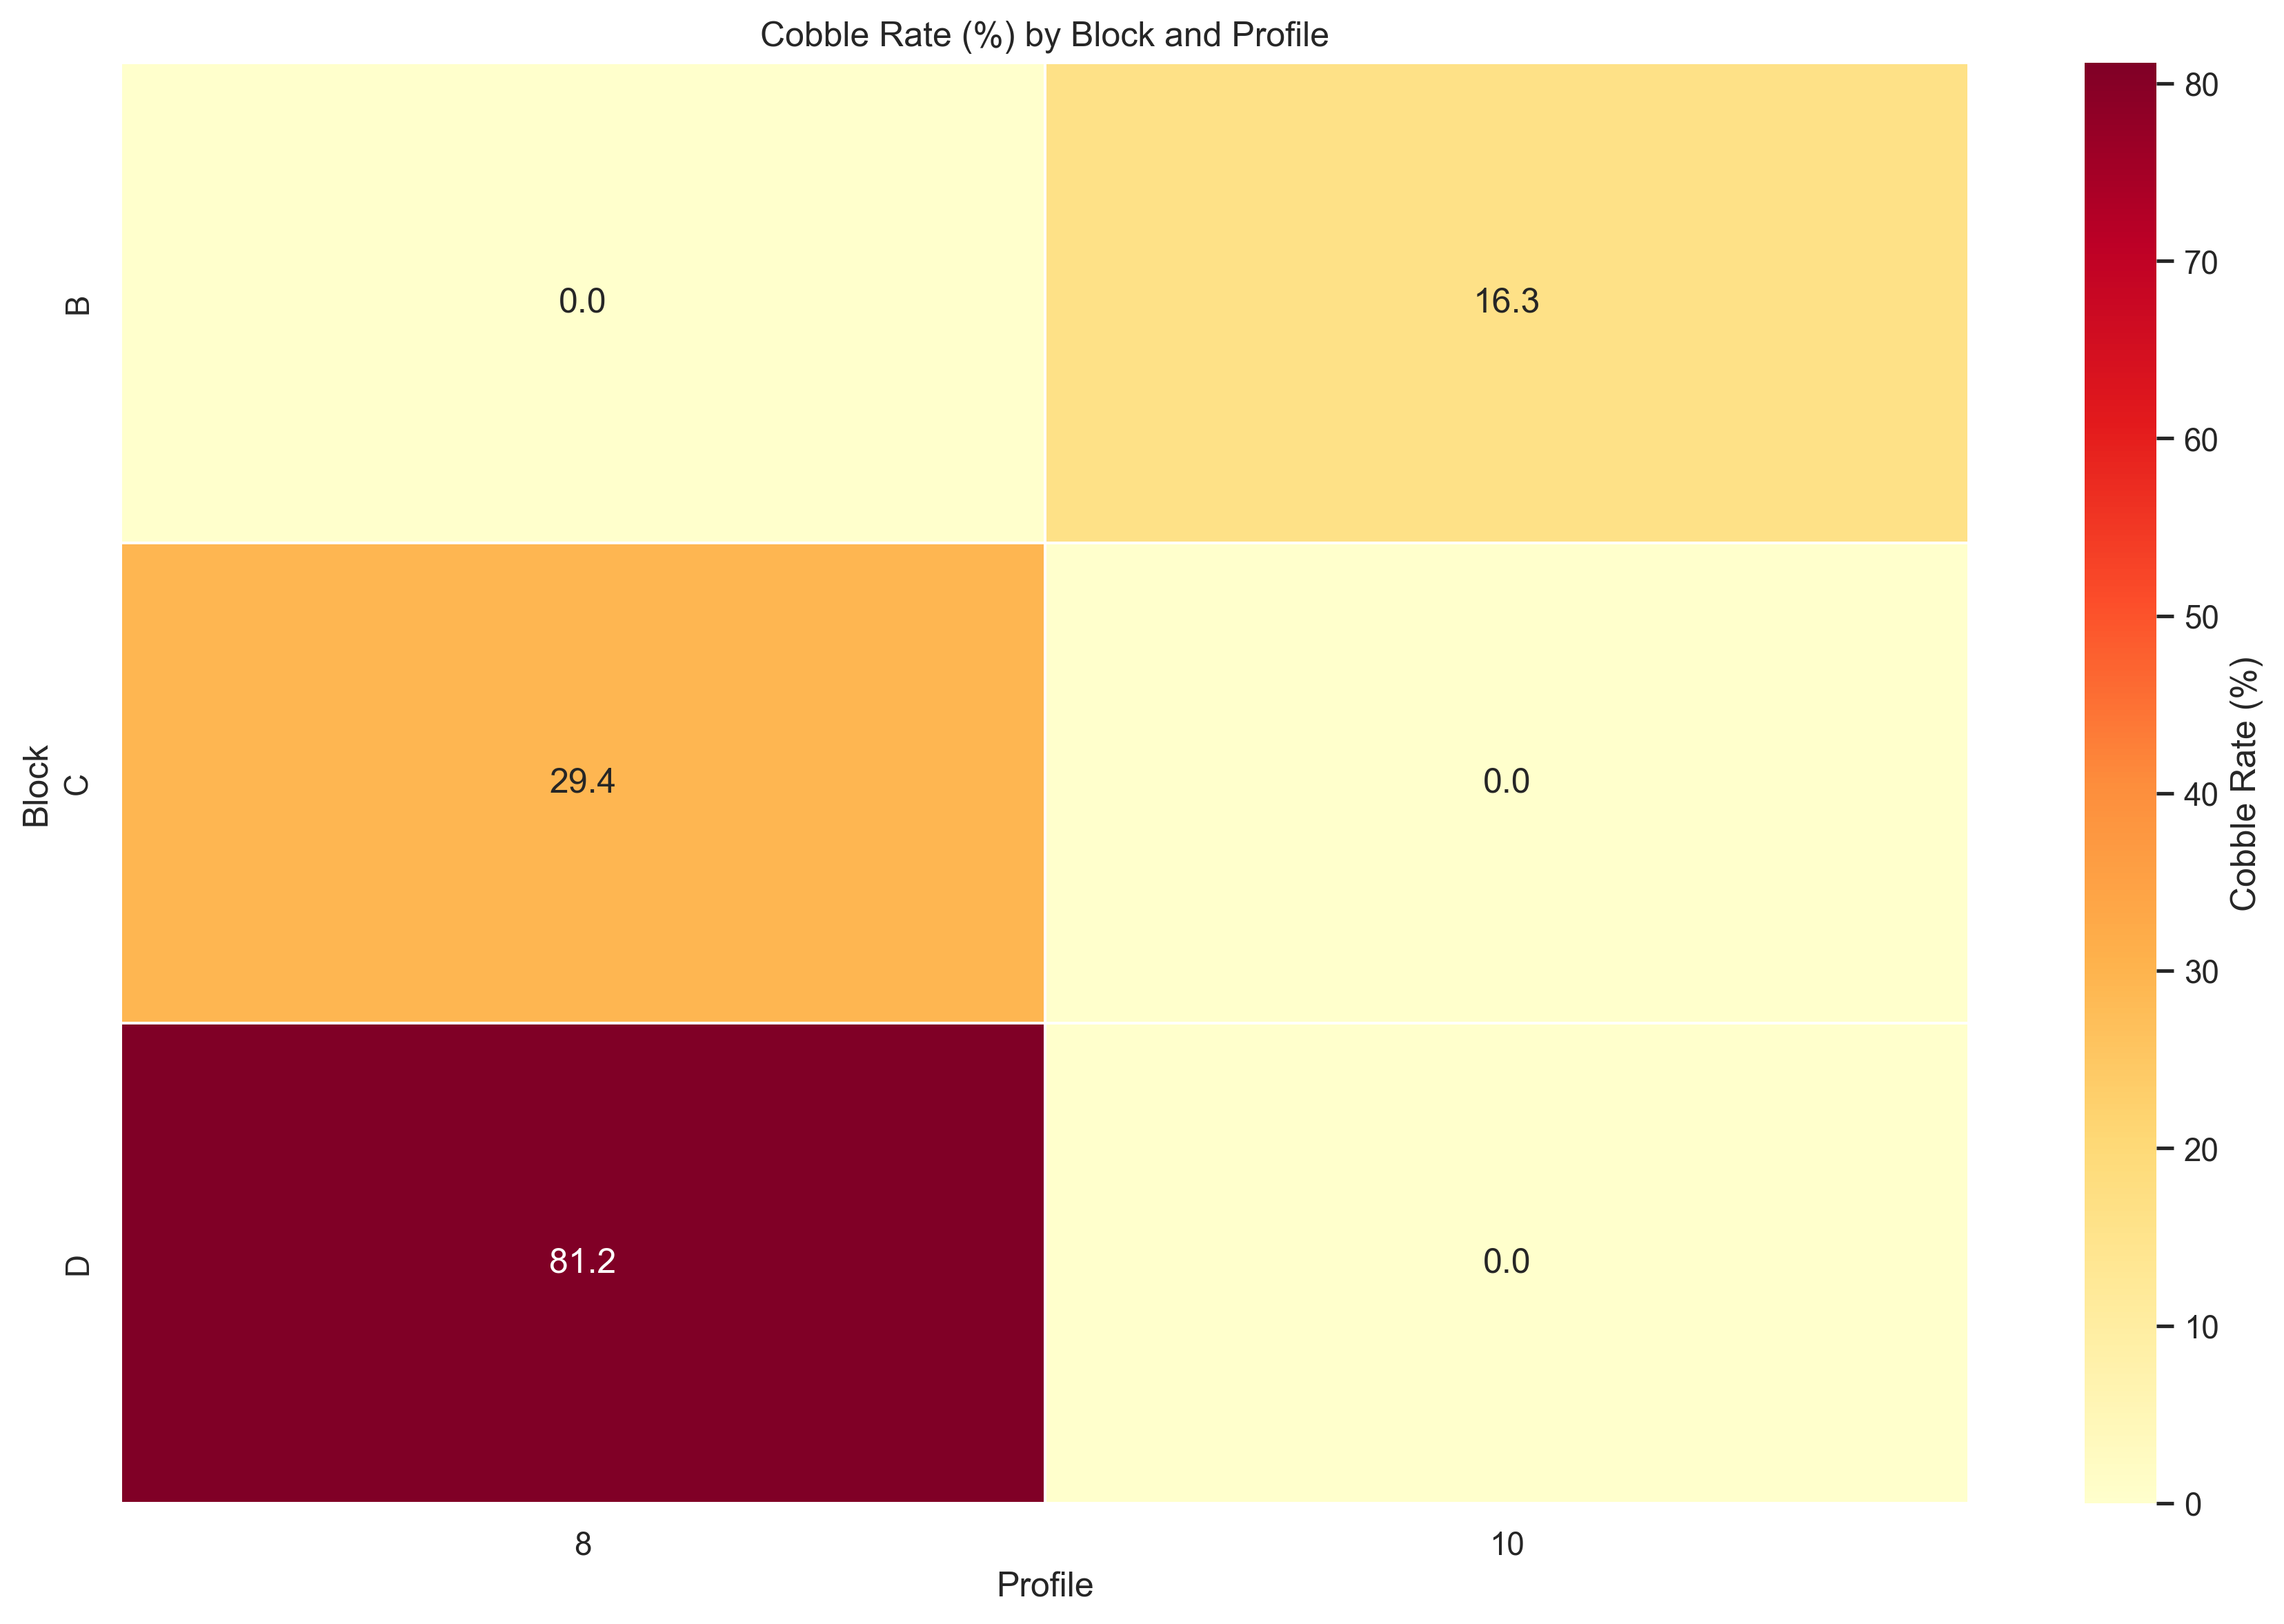 Cobble Rate (%) by Block and Profile
Block
B
0.0
16.3
C
29.4
0.0
D
81.2
0.0
8
10
Profile
80
70
60
50
40
30
20
10
0
Cobble Rate (%)